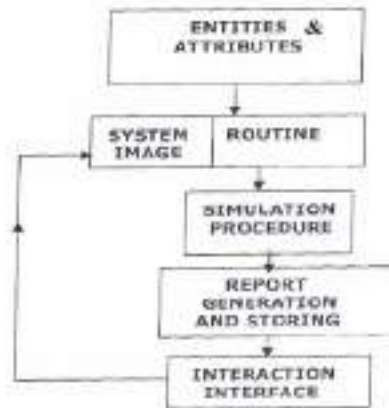 ENTITIES &
ATTRIBUTES
SYSTEM
IMAGE
ROUTINE
SIMULATION
PROCEDURE
REPORT
GENERATION
AND STORING
INTERACTION
INTERFACE